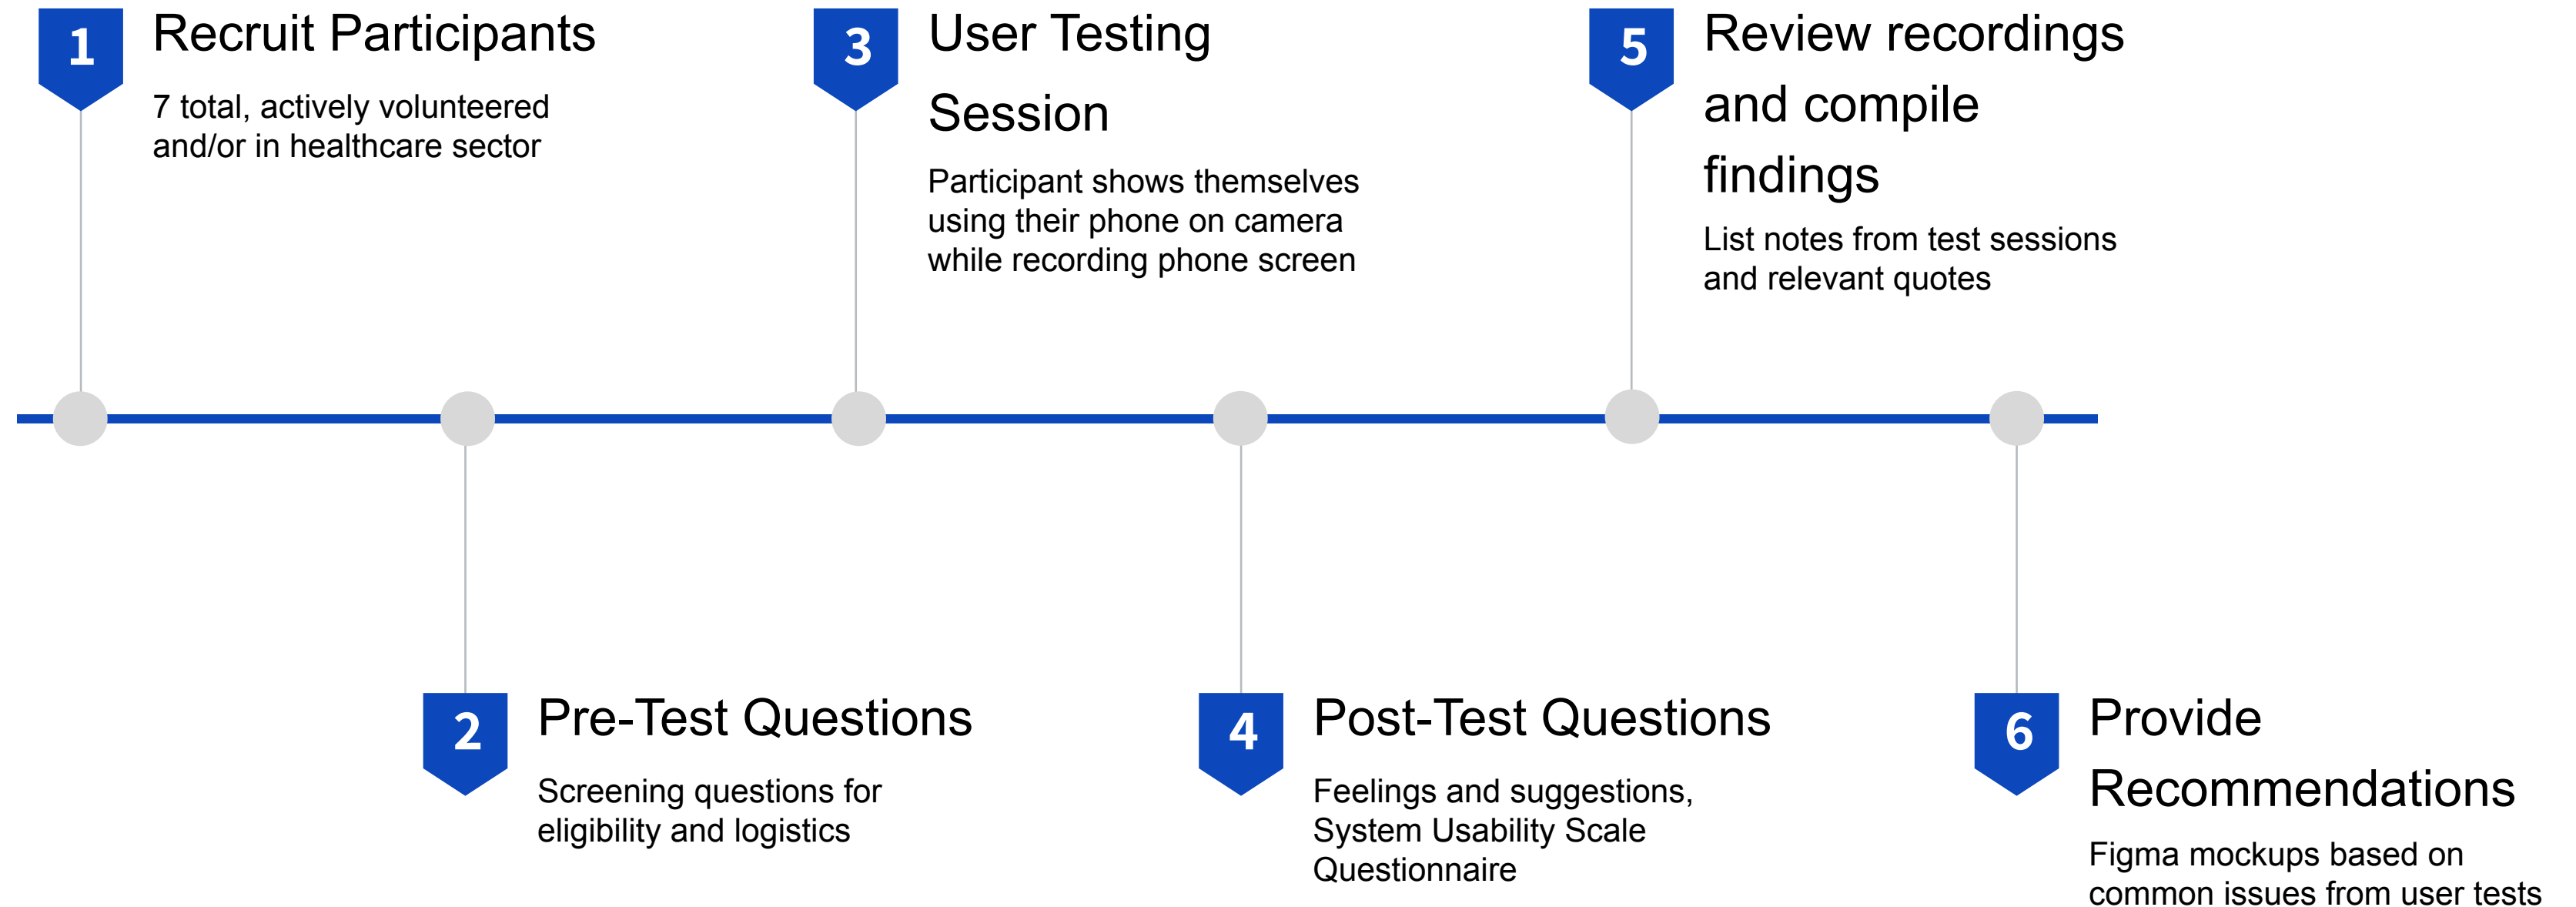 1
Recruit Participants
7 total, actively volunteered
and/or in healthcare sector
2
Pre-Test Questions
Screening questions for
eligibility and logistics
3
User Testing
Session
Participant shows themselves
using their phone on camera
while recording phone screen
4
Post-Test Questions
Feelings and suggestions,
System Usability Scale
Questionnaire
5
Review recordings
and compile
findings
List notes from test sessions
and relevant quotes
6
Provide
Recommendations
Figma mockups based on
common issues from user tests